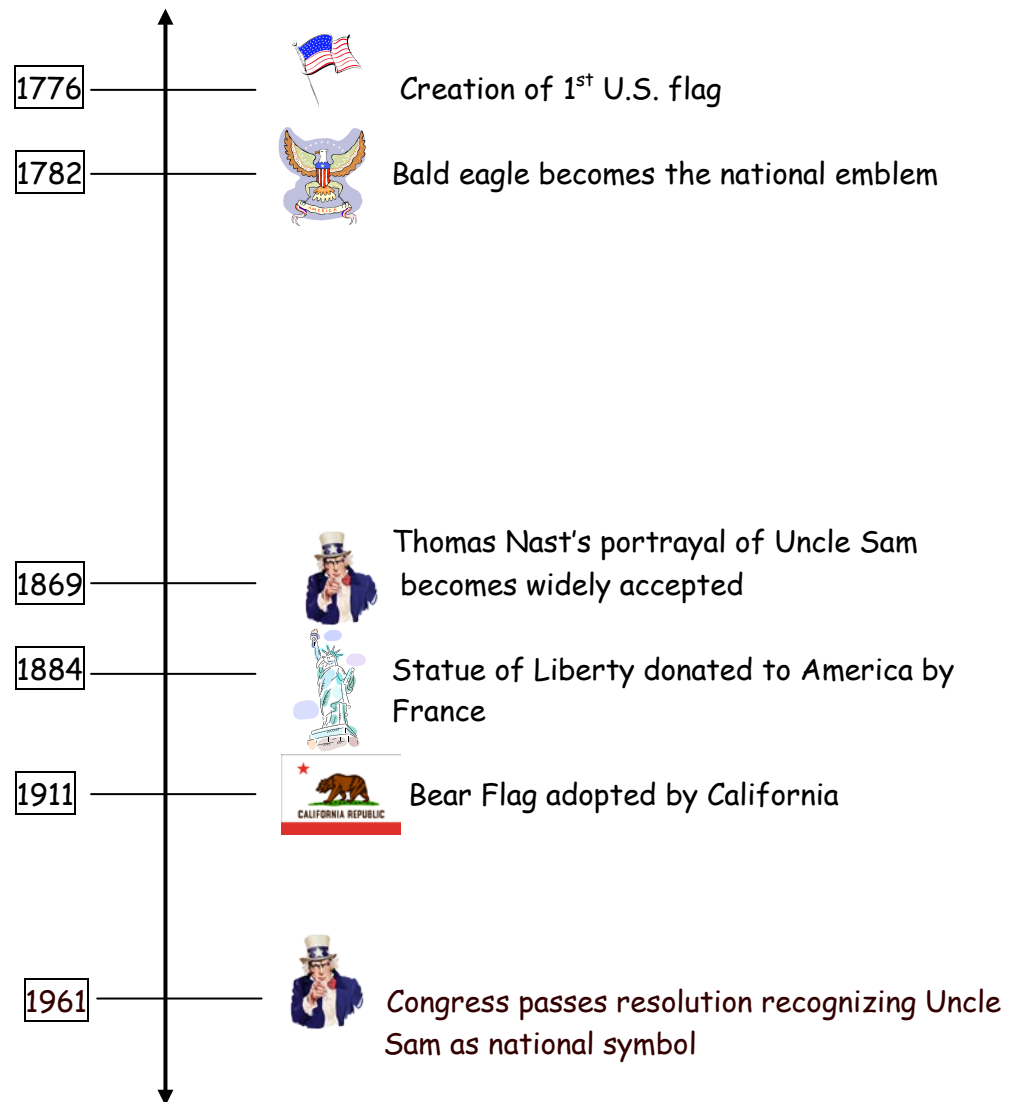 1776
Creation of 1st U.S. flag
1782
Bald eagle becomes the national emblem
AMERICA
Thomas Nast’s portrayal of Uncle Sam
1869
becomes widely accepted
1884
Statue of Liberty donated to America by
France
1911
Bear Flag adopted by California
CALIFORNIA REPUBLIC
1961
Congress passes resolution recognizing Uncle
Sam as national symbol